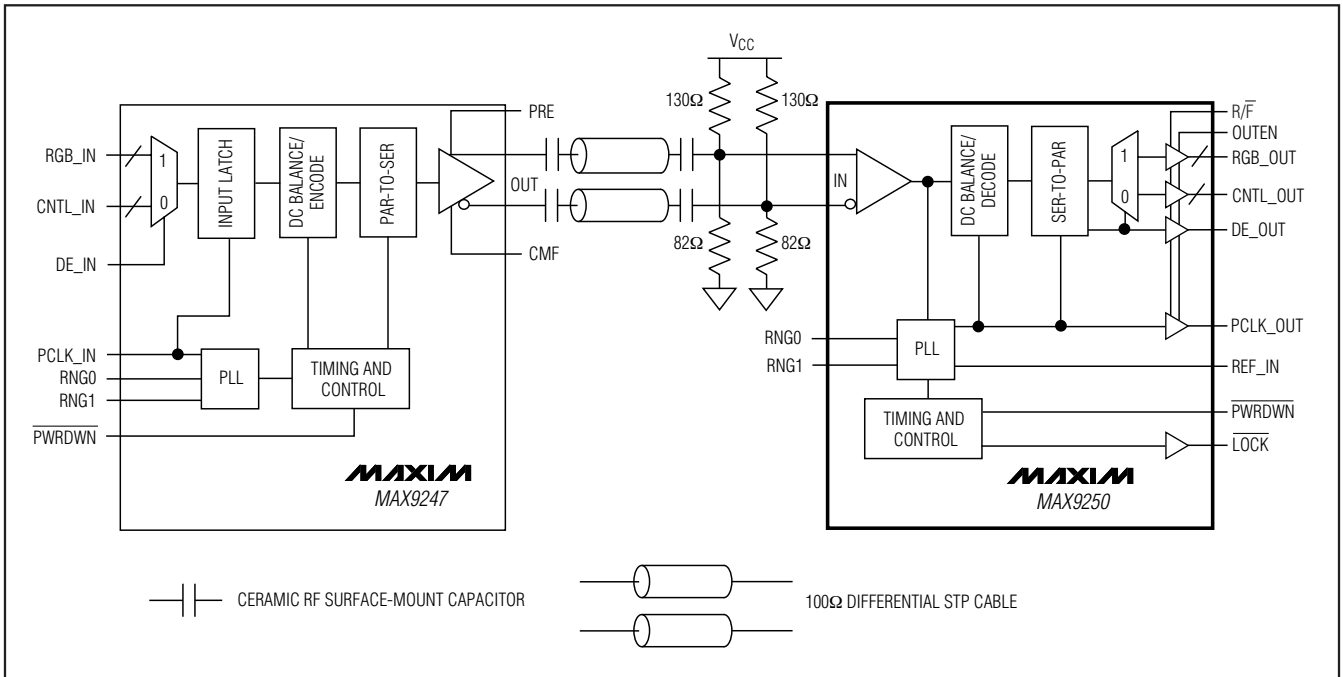 VCC
130Ω
130Ω
PRE
R/F̅
OUTEN
RGB_IN
1
0
INPUT LATCH
DC BALANCE/
ENCODE
PAR-TO-SER
OUT
IN
DC BALANCE/
DECODE
SER-TO-PAR
1
0
RGB_OUT
CNTL_IN
CNTL_OUT
DE_OUT
DE_IN
CMF
82Ω
82Ω
PCLK_IN
RNG0
RNG1
PLL
TIMING AND
CONTROL
P̅W̅R̅D̅W̅N̅
RNG0
RNG1
PLL
PCLK_OUT
REF_IN
TIMING AND
CONTROL
P̅W̅R̅D̅W̅N̅
L̅O̅C̅K̅
MAXIM
MAX9247
MAXIM
MAX9250
CERAMIC RF SURFACE-MOUNT CAPACITOR
100Ω DIFFERENTIAL STP CABLE